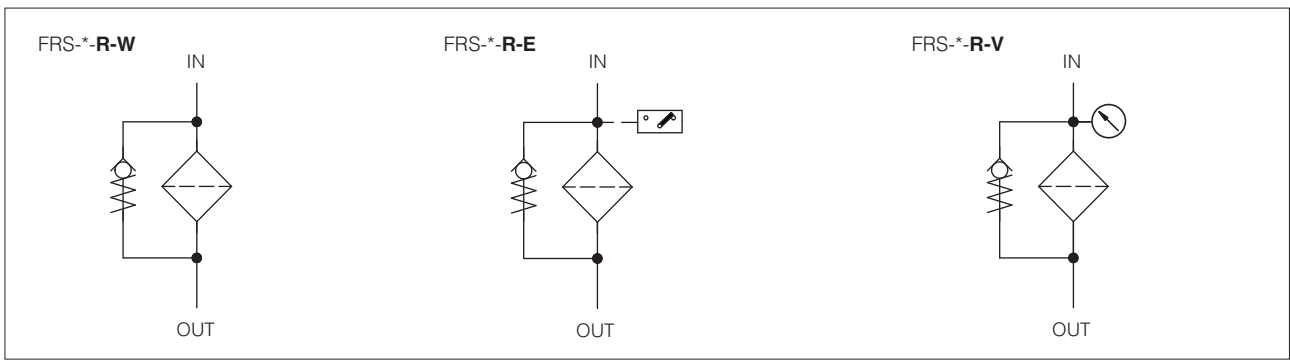 FRS-*-R-W
IN
OUT
FRS-*-R-E
IN
OUT
FRS-*-R-V
IN
OUT